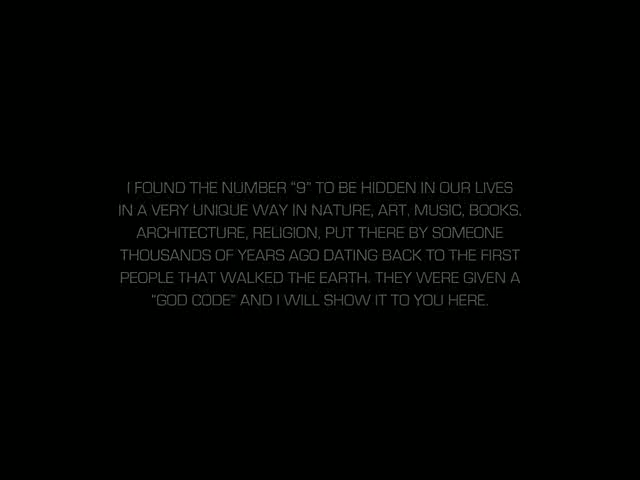 I FOUND THE NUMBER "9" TO BE HIDDEN IN OUR LIVES
IN A VERY UNIQUE WAY IN NATURE, ART, MUSIC, BOOKS,
ARCHITECTURE, RELIGION, PUT THERE BY SOMEONE
THOUSANDS OF YEARS AGO DATING BACK TO THE FIRST
PEOPLE THAT WALKED THE EARTH. THEY WERE GIVEN A
"GOD CODE" AND I WILL SHOW IT TO YOU HERE.